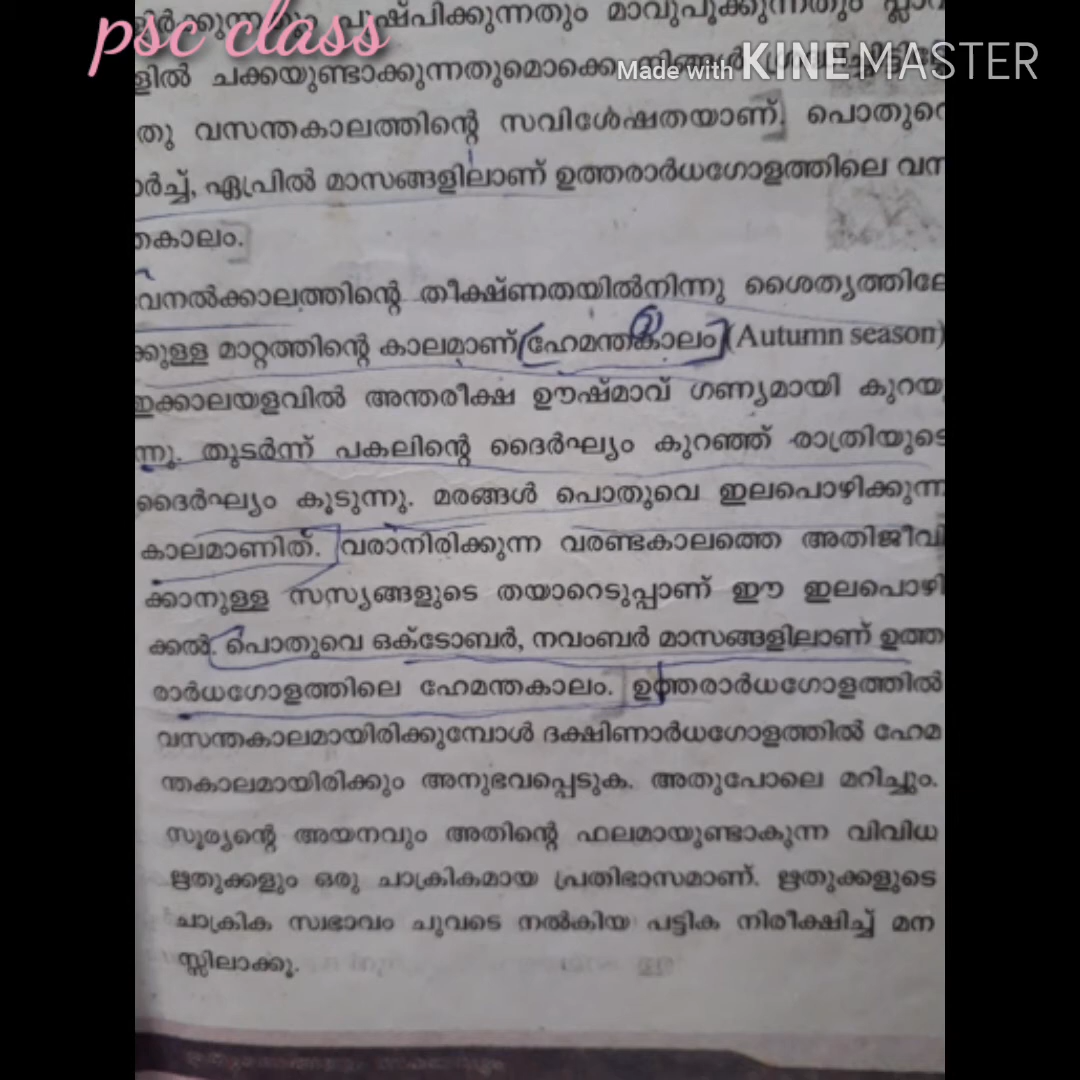 psc class
Made with KINEMASTER
പുഷ്പിക്കുന്നതും മാവുപൂക്കുന്നതും
ളിൽ ചക്കയുണ്ടാക്കുന്നതുമൊക്കെ നിങ്ങൾ
തു വസന്തകാലത്തിന്റെ സവിശേഷതയാണ്. പൊതുവെ
ർച്ച്, ഏപ്രിൽ മാസങ്ങളിലാണ് ഉത്തരാർധഗോളത്തിലെ വസ
തകാലം.
വേനൽക്കാലത്തിന്റെ തീക്ഷ്ണതയിൽനിന്നു ശൈത്യത്തിലേ
ക്കുള്ള മാറ്റത്തിന്റെ കാലമാണ് ഹേമന്തകാലം (Autumn season)
ഇക്കാലയളവിൽ അന്തരീക്ഷ ഊഷ്മാവ് ഗണ്യമായി കുറയു
ന്നു. തുടർന്ന് പകലിന്റെ ദൈർഘ്യം കുറഞ്ഞ് രാത്രിയുടെ
ദൈർഘ്യം കൂടുന്നു. മരങ്ങൾ പൊതുവെ ഇലപൊഴിക്കുന്ന
കാലമാണിത്. വരാനിരിക്കുന്ന വരണ്ടകാലത്തെ അതിജീവി
ക്കാനുള്ള സസ്യങ്ങളുടെ തയാറെടുപ്പാണ് ഈ ഇലപൊഴി
ക്കൽ. പൊതുവെ ഒക്ടോബർ, നവംബർ മാസങ്ങളിലാണ് ഉത്ത
രാർധഗോളത്തിലെ ഹേമന്തകാലം. ഉത്തരാർധഗോളത്തിൽ
വസന്തകാലമായിരിക്കുമ്പോൾ ദക്ഷിണാർധഗോളത്തിൽ ഹേമ
ന്തകാലമായിരിക്കും അനുഭവപ്പെടുക. അതുപോലെ മറിച്ചും.
സൂര്യന്റെ അയനവും അതിന്റെ ഫലമായുണ്ടാകുന്ന വിവിധ
ഋതുക്കളും ഒരു ചാക്രികമായ പ്രതിഭാസമാണ്. ഋതുക്കളുടെ
ചാക്രിക സ്വഭാവം ചുവടെ നൽകിയ പട്ടിക നിരീക്ഷിച്ച് മന
സ്സിലാക്കൂ.